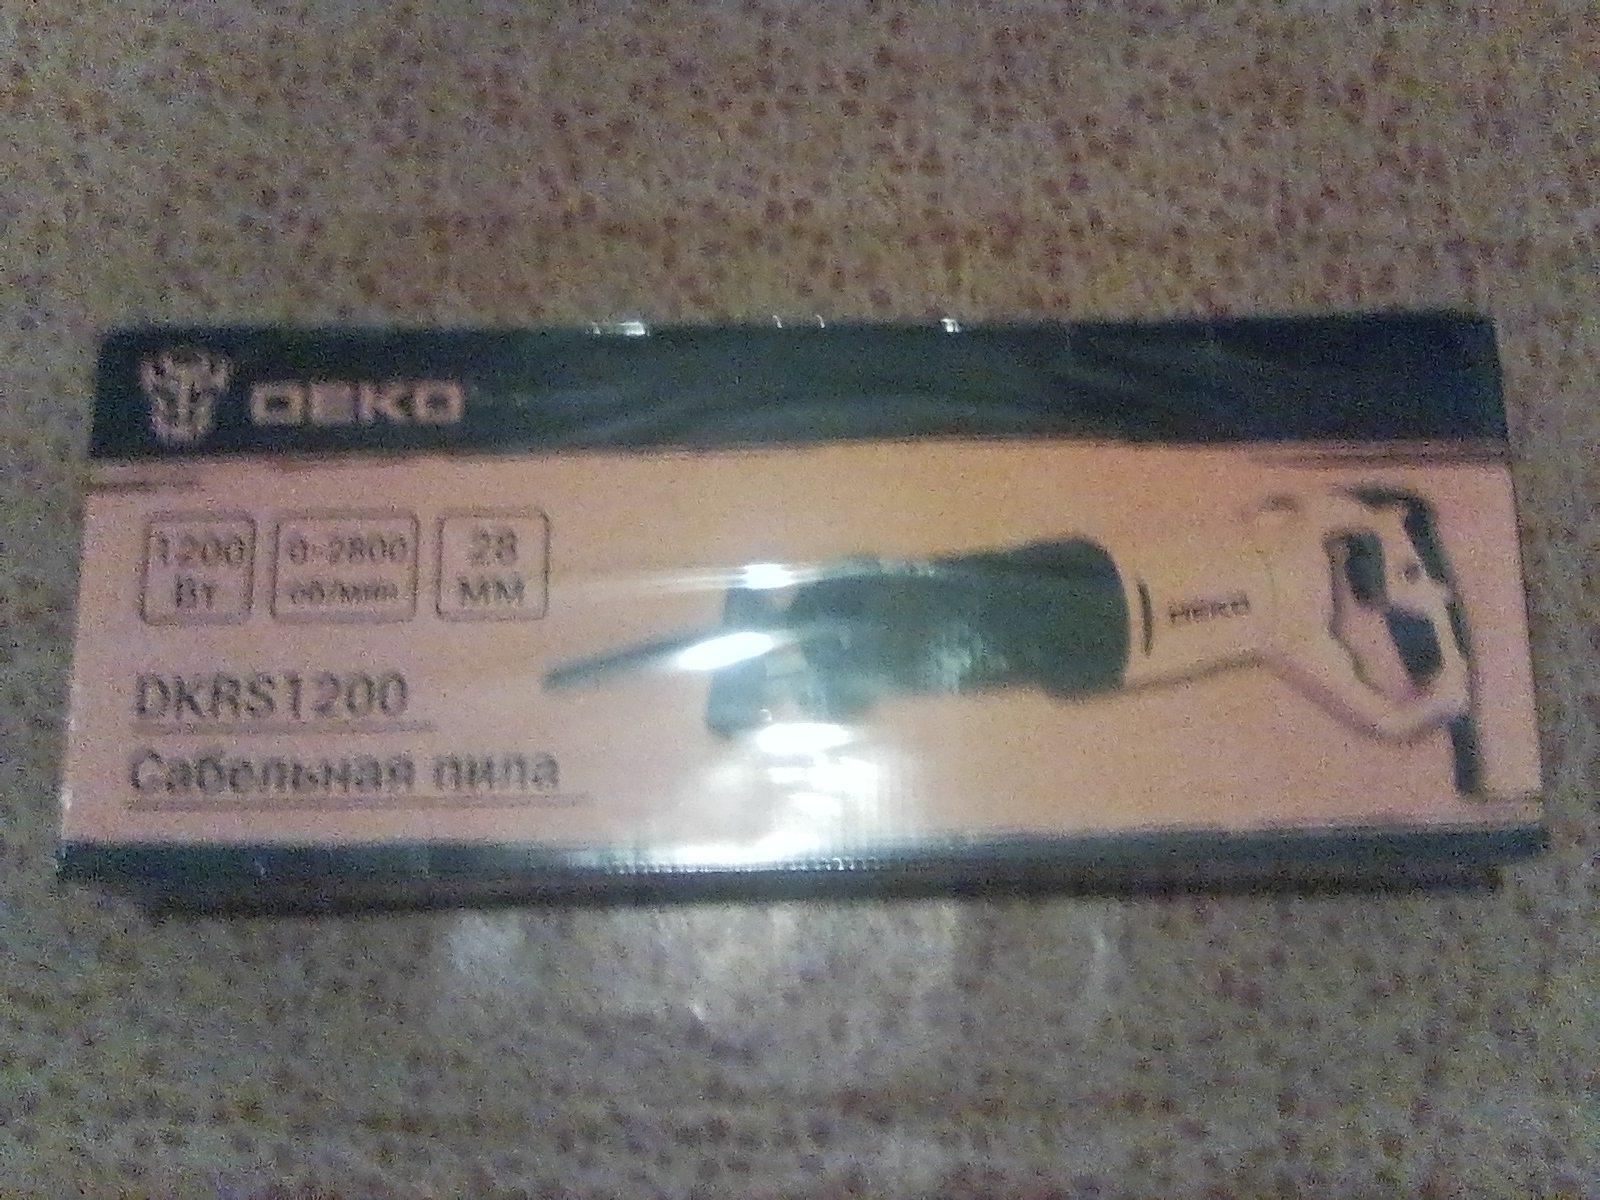 DEKO
1200
Вт
0-2800
об/мин
28
ММ
DEKO
DKRS1200
Сабельная пила